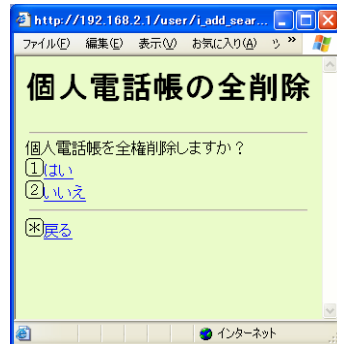 http://192.168.2.1/user/i_add_sear...
ファイル(F) 編集(E) 表示(V) お気に入り(A) ツ »
個人電話帳の全削除
個人電話帳を全権削除しますか？
1はい
2いいえ
*戻る
インターネット